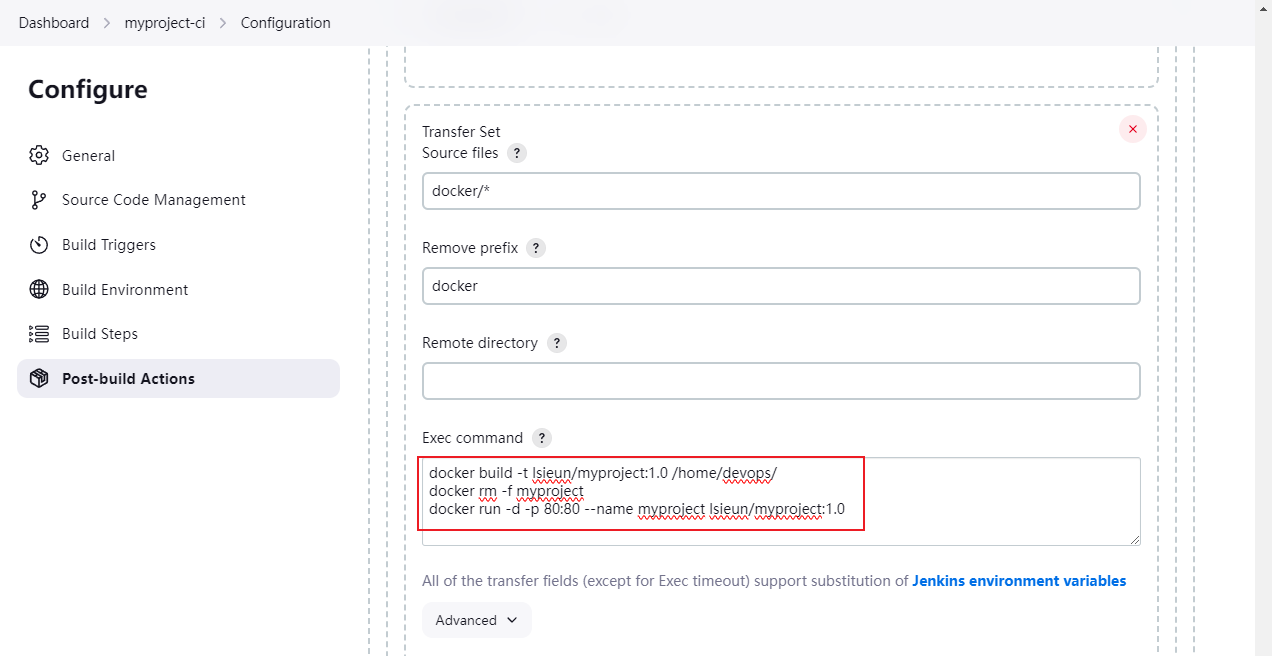 Dashboard > myproject-ci > Configuration
Configure
General
Source Code Management
Build Triggers
Build Environment
Build Steps
Post-build Actions
Transfer Set
Source files ?
docker/*
Remove prefix ?
docker
Remote directory ?
Exec command ?
docker build -t lsieun/myproject:1.0 /home/devops/
docker rm -f myproject
docker run -d -p 80:80 --name myproject lsieun/myproject:1.0
All of the transfer fields (except for Exec timeout) support substitution of Jenkins environment variables
Advanced